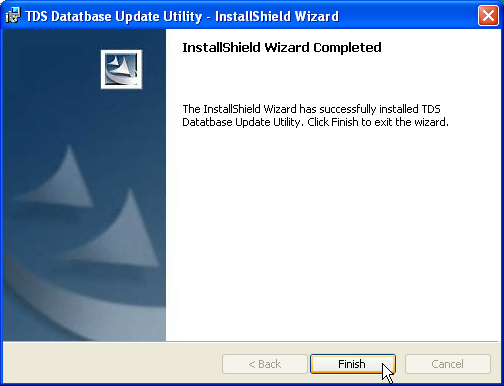 TDS Datatbase Update Utility - InstallShield Wizard
InstallShield Wizard Completed
The InstallShield Wizard has successfully installed TDS
Datatbase Update Utility. Click Finish to exit the wizard.
< Back
Finish
Cancel